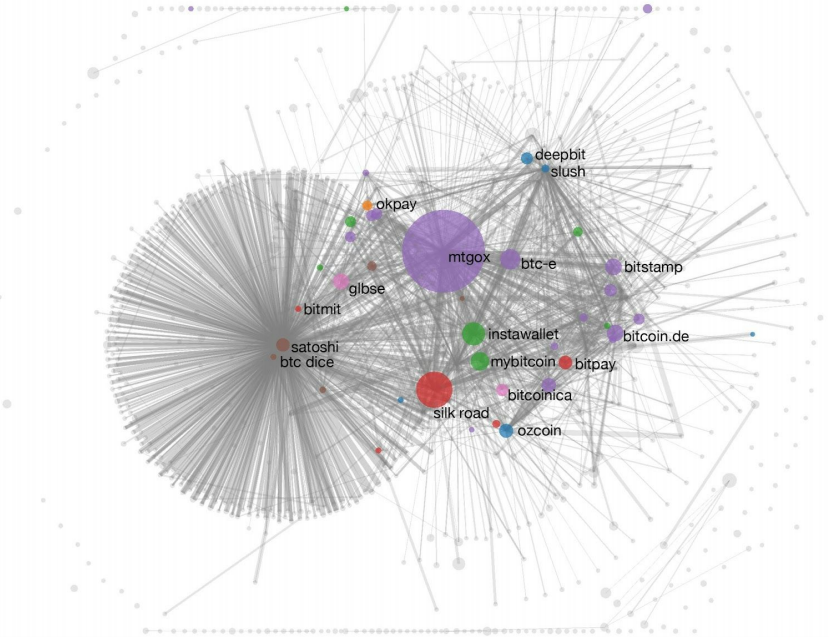 deepbit
slush
okpay
mtgox
btc-e
bitstamp
glbse
bitmit
instawallet
bitcoin.de
satoshi
btc dice
mybitcoin
bitpay
bitcoinica
silk road
ozcoin